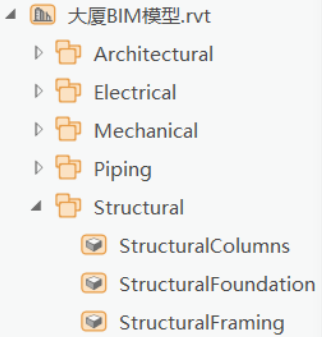 大厦BIM模型.rvt
Architectural
Electrical
Mechanical
Piping
Structural
StructuralColumns
StructuralFoundation
StructuralFraming